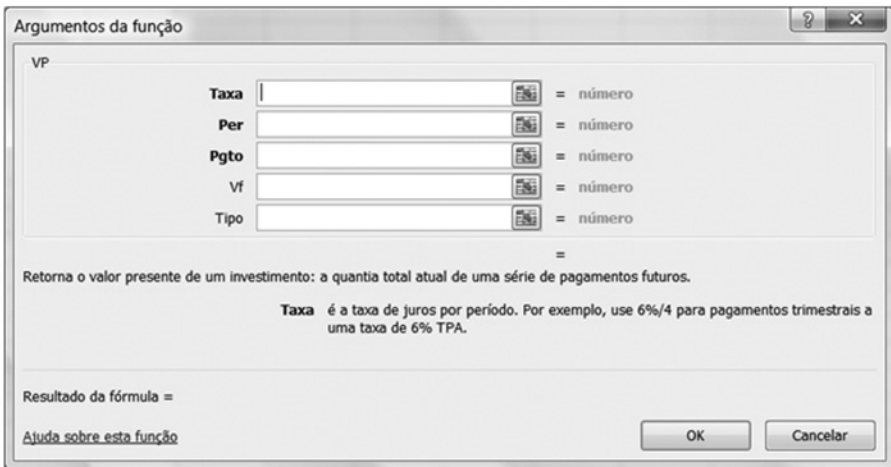 Argumentos da função
VP
Taxa = número
Per = número
Pgto = número
Vf = número
Tipo = número
=
Retorna o valor presente de um investimento: a quantia total atual de uma série de pagamentos futuros.
Taxa é a taxa de juros por período. Por exemplo, use 6%/4 para pagamentos trimestrais a
uma taxa de 6% TPA.
Resultado da fórmula =
Ajuda sobre esta função
OK Cancelar